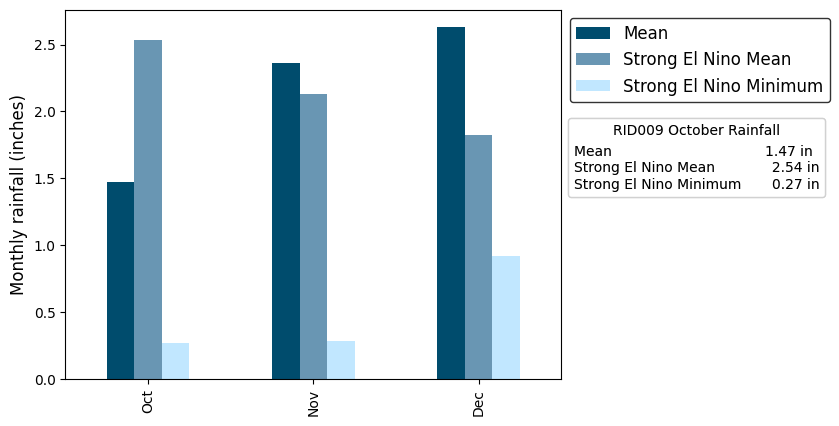 Monthly rainfall (inches)
2.5
2.0
1.5
1.0
0.5
0.0
Oct
Nov
Dec
Mean
Strong El Nino Mean
Strong El Nino Minimum
RID009 October Rainfall
Mean 1.47 in
Strong El Nino Mean 2.54 in
Strong El Nino Minimum 0.27 in